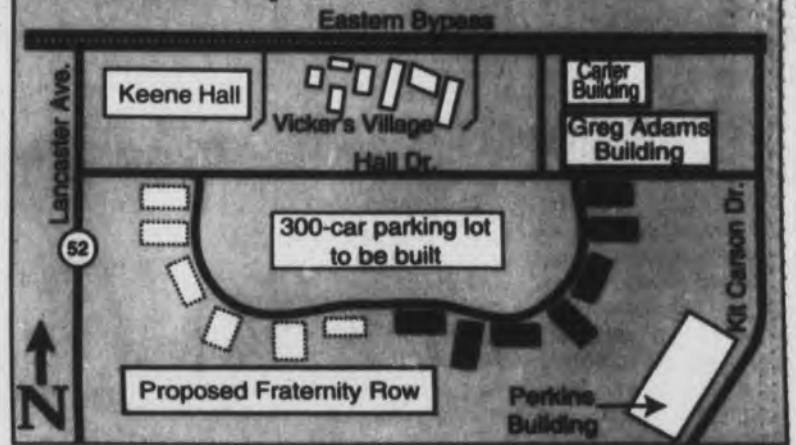 Eastern Bypass
Lancaster Ave.
Keene Hall
Vicker's Village
Carter
Building
Greg Adams
Building
Hall Dr.
300-car parking lot
to be built
52
Kit Carson Dr.
Proposed Fraternity Row
Perkins
Building
N